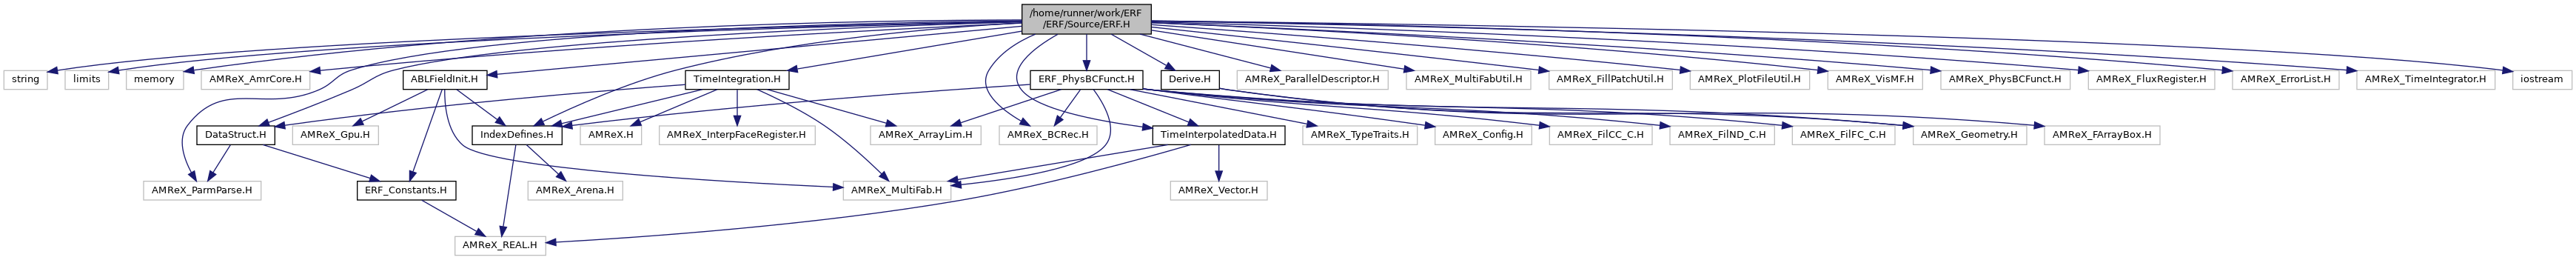 /home/runner/work/ERF
/ERF/Source/ERF.H
string
limits
memory
AMReX_AmrCore.H
ABLFieldInit.H
TimeIntegration.H
ERF_PhysBCFunct.H
Derive.H
AMReX_ParallelDescriptor.H
AMReX_MultiFabUtil.H
AMReX_FillPatchUtil.H
AMReX_PlotFileUtil.H
AMReX_VisMF.H
AMReX_PhysBCFunct.H
AMReX_FluxRegister.H
AMReX_ErrorList.H
AMReX_TimeIntegrator.H
iostream
DataStruct.H
AMReX_Gpu.H
IndexDefines.H
AMReX.H
AMReX_InterpFaceRegister.H
AMReX_ArrayLim.H
AMReX_BCRec.H
TimeInterpolatedData.H
AMReX_TypeTraits.H
AMReX_Config.H
AMReX_FilCC_C.H
AMReX_FilND_C.H
AMReX_FilFC_C.H
AMReX_Geometry.H
AMReX_FArrayBox.H
AMReX_ParmParse.H
ERF_Constants.H
AMReX_Arena.H
AMReX_MultiFab.H
AMReX_Vector.H
AMReX_REAL.H